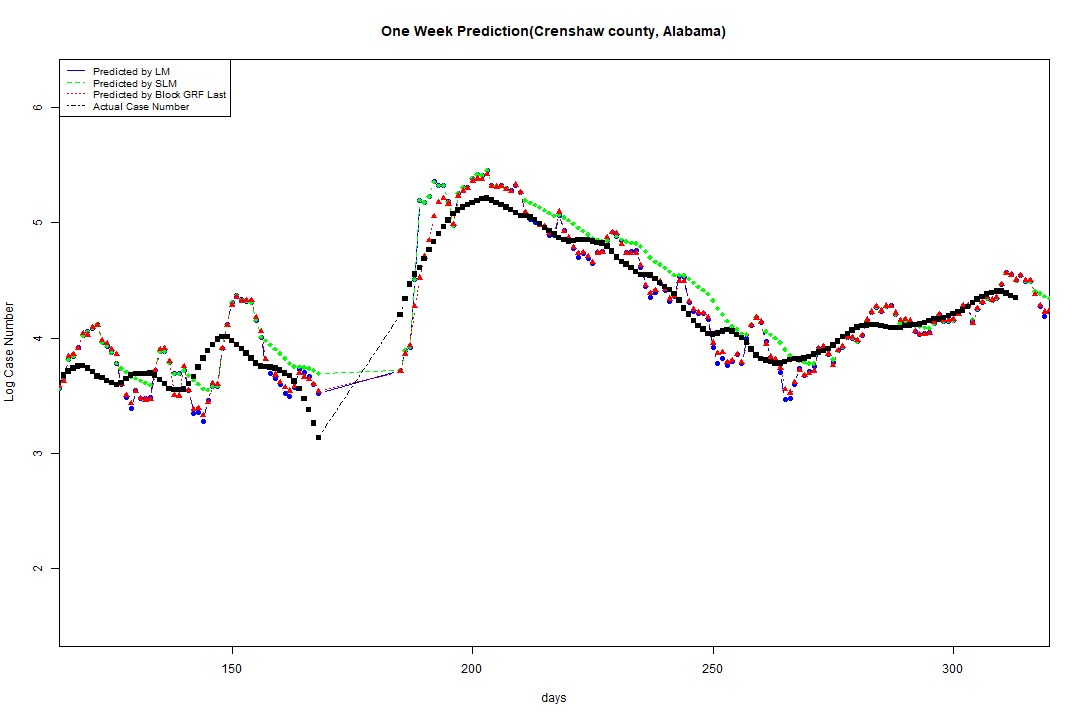 One Week Prediction(Crenshaw county, Alabama)
Predicted by LM
Predicted by SLM
Predicted by Block GRF Last
Actual Case Number
6
5
4
3
2
Log Case Number
150
200
250
300
days